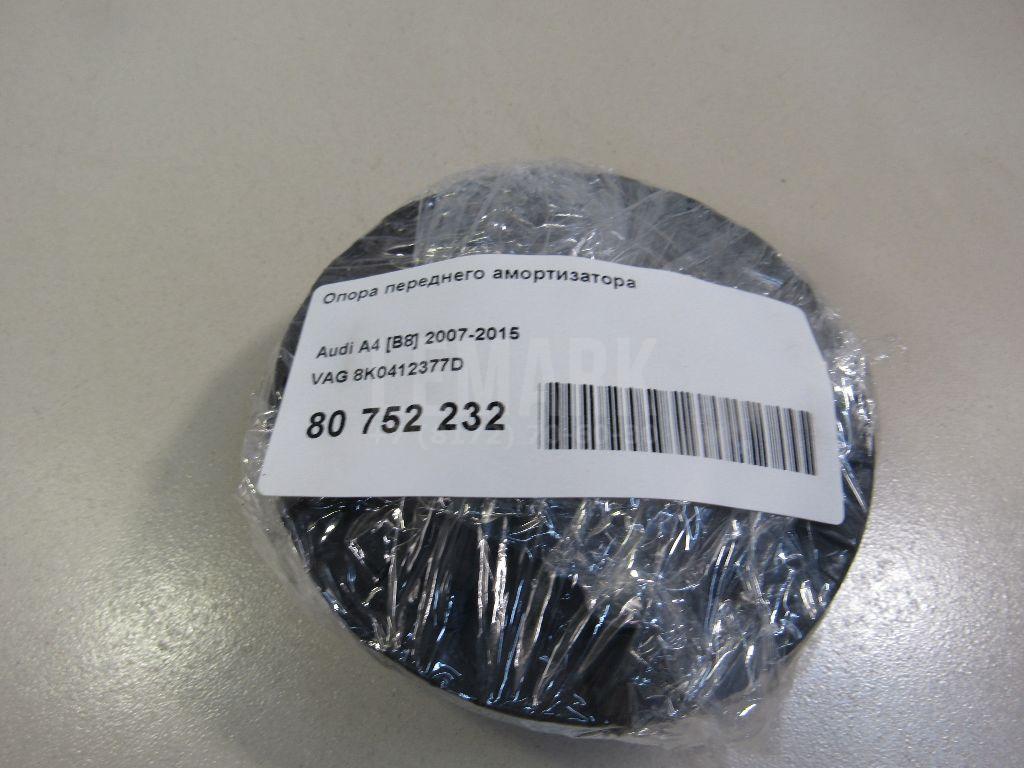 Опора переднего амортизатора
Audi A4 [B8] 2007-2015
VAG 8K0412377D
80 752 232